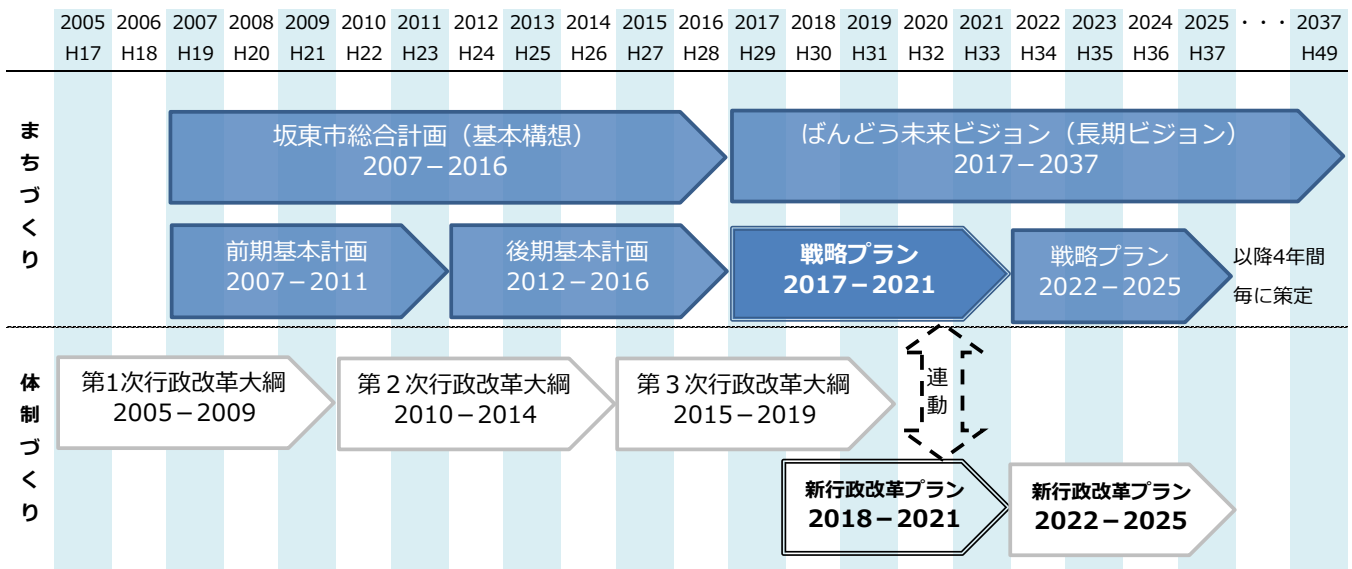 2005 2006 2007 2008 2009 2010 2011 2012 2013 2014 2015 2016 2017 2018 2019 2020 2021 2022 2023 2024 2025 ・・・ 2037
H17 H18 H19 H20 H21 H22 H23 H24 H25 H26 H27 H28 H29 H30 H31 H32 H33 H34 H35 H36 H37 H49
まちづくり
坂東市総合計画（基本構想）
2007－2016
ばんどう未来ビジョン（長期ビジョン）
2017－2037
前期基本計画
2007－2011
後期基本計画
2012－2016
戦略プラン
2017－2021
戦略プラン
2022－2025
以降4年間
毎に策定
体制づくり
第1次行政改革大綱
2005－2009
第２次行政改革大綱
2010－2014
第３次行政改革大綱
2015－2019
連動
新行政改革プラン
2018－2021
新行政改革プラン
2022－2025